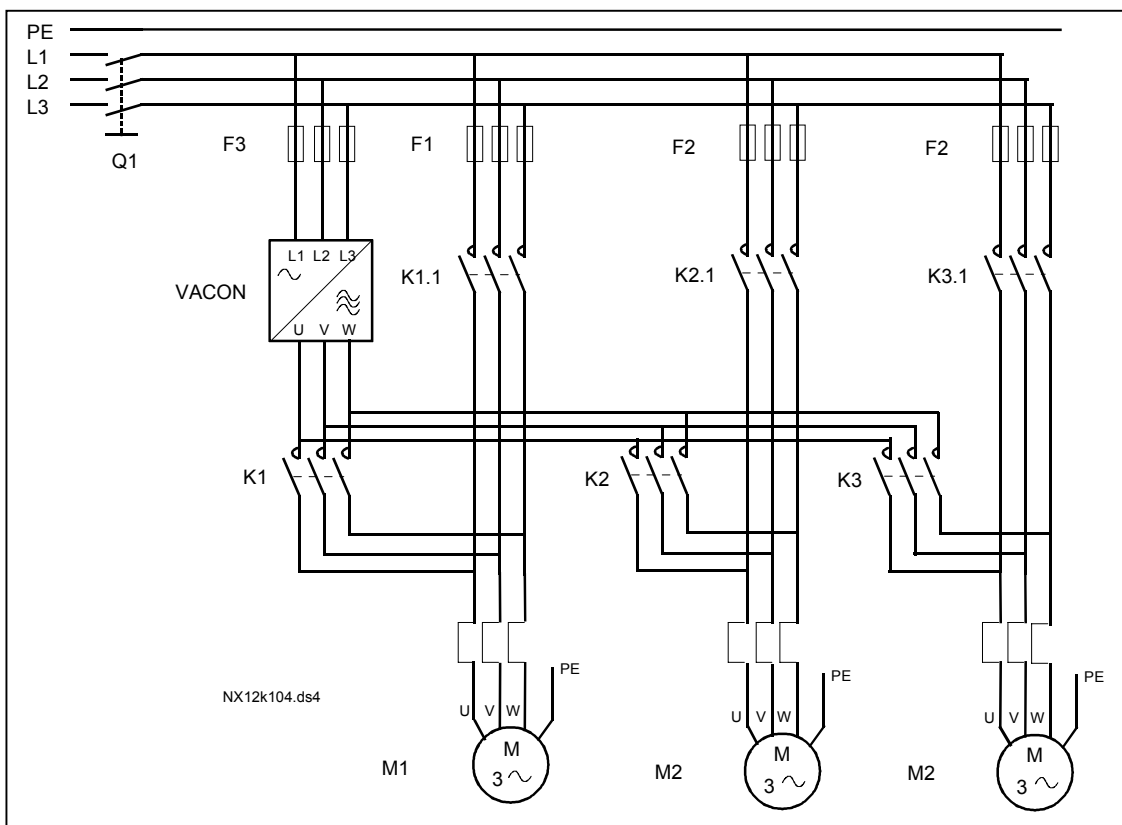 PE
L1
L2
L3
Q1
F3
F1
F2
F2
L1 L2 L3
VACON
U V W
K1.1
K2.1
K3.1
K1
K2
K3
PE
PE
PE
NX12k104.ds4
U V W
U V W
U V W
M1
M
3
M2
M
3
M2
M
3